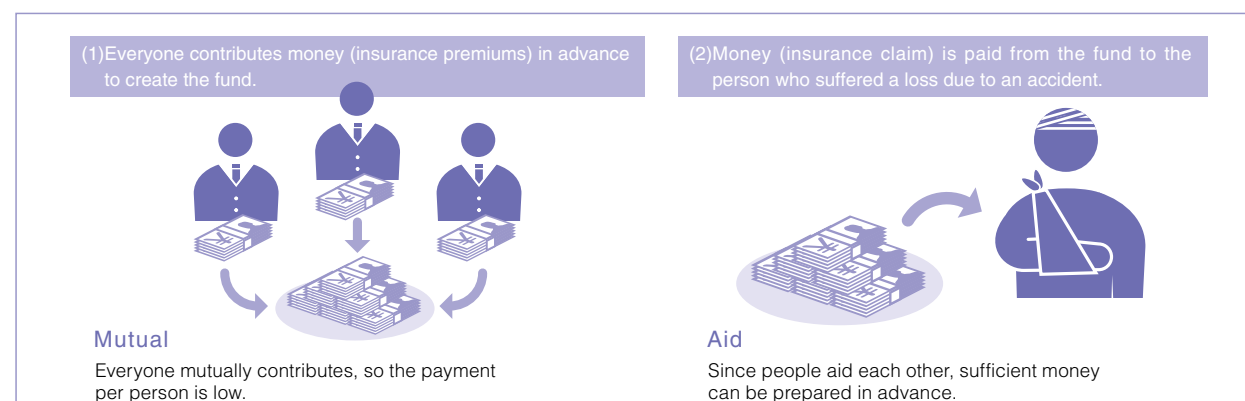 (1)Everyone contributes money (insurance premiums) in advance
to create the fund.
Mutual
Everyone mutually contributes, so the payment
per person is low.
(2)Money (insurance claim) is paid from the fund to the
person who suffered a loss due to an accident.
Aid
Since people aid each other, sufficient money
can be prepared in advance.